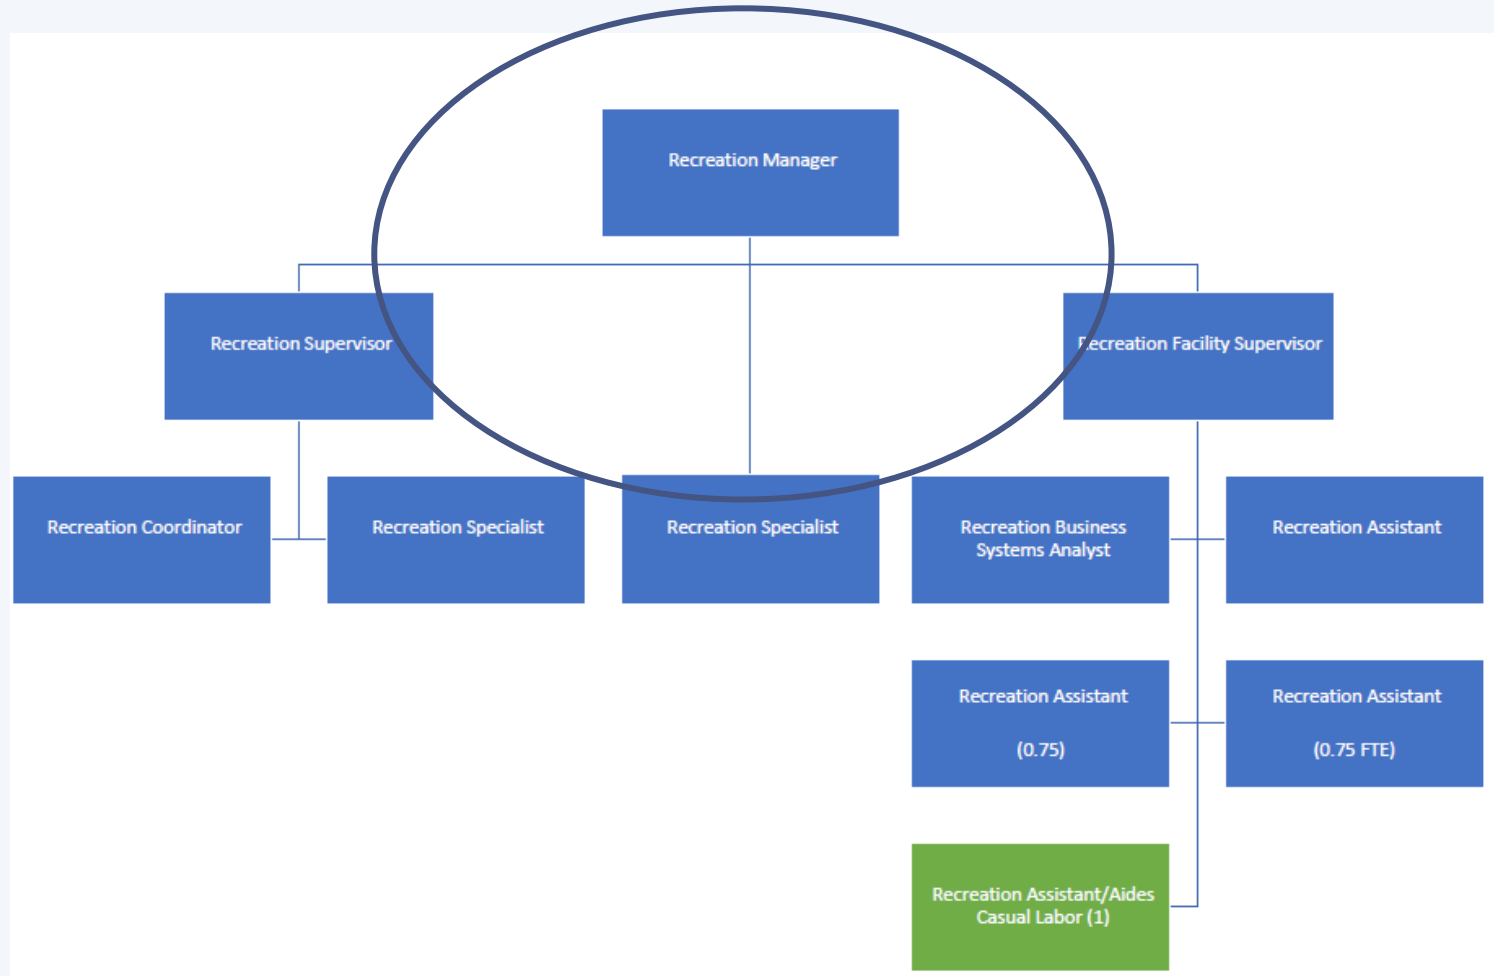 Recreation Manager
Recreation Supervisor
Recreation Facility Supervisor
Recreation Coordinator
Recreation Specialist
Recreation Specialist
Recreation Business
Systems Analyst
Recreation Assistant
Recreation Assistant
(0.75)
Recreation Assistant
(0.75 FTE)
Recreation Assistant/Aides
Casual Labor (1)